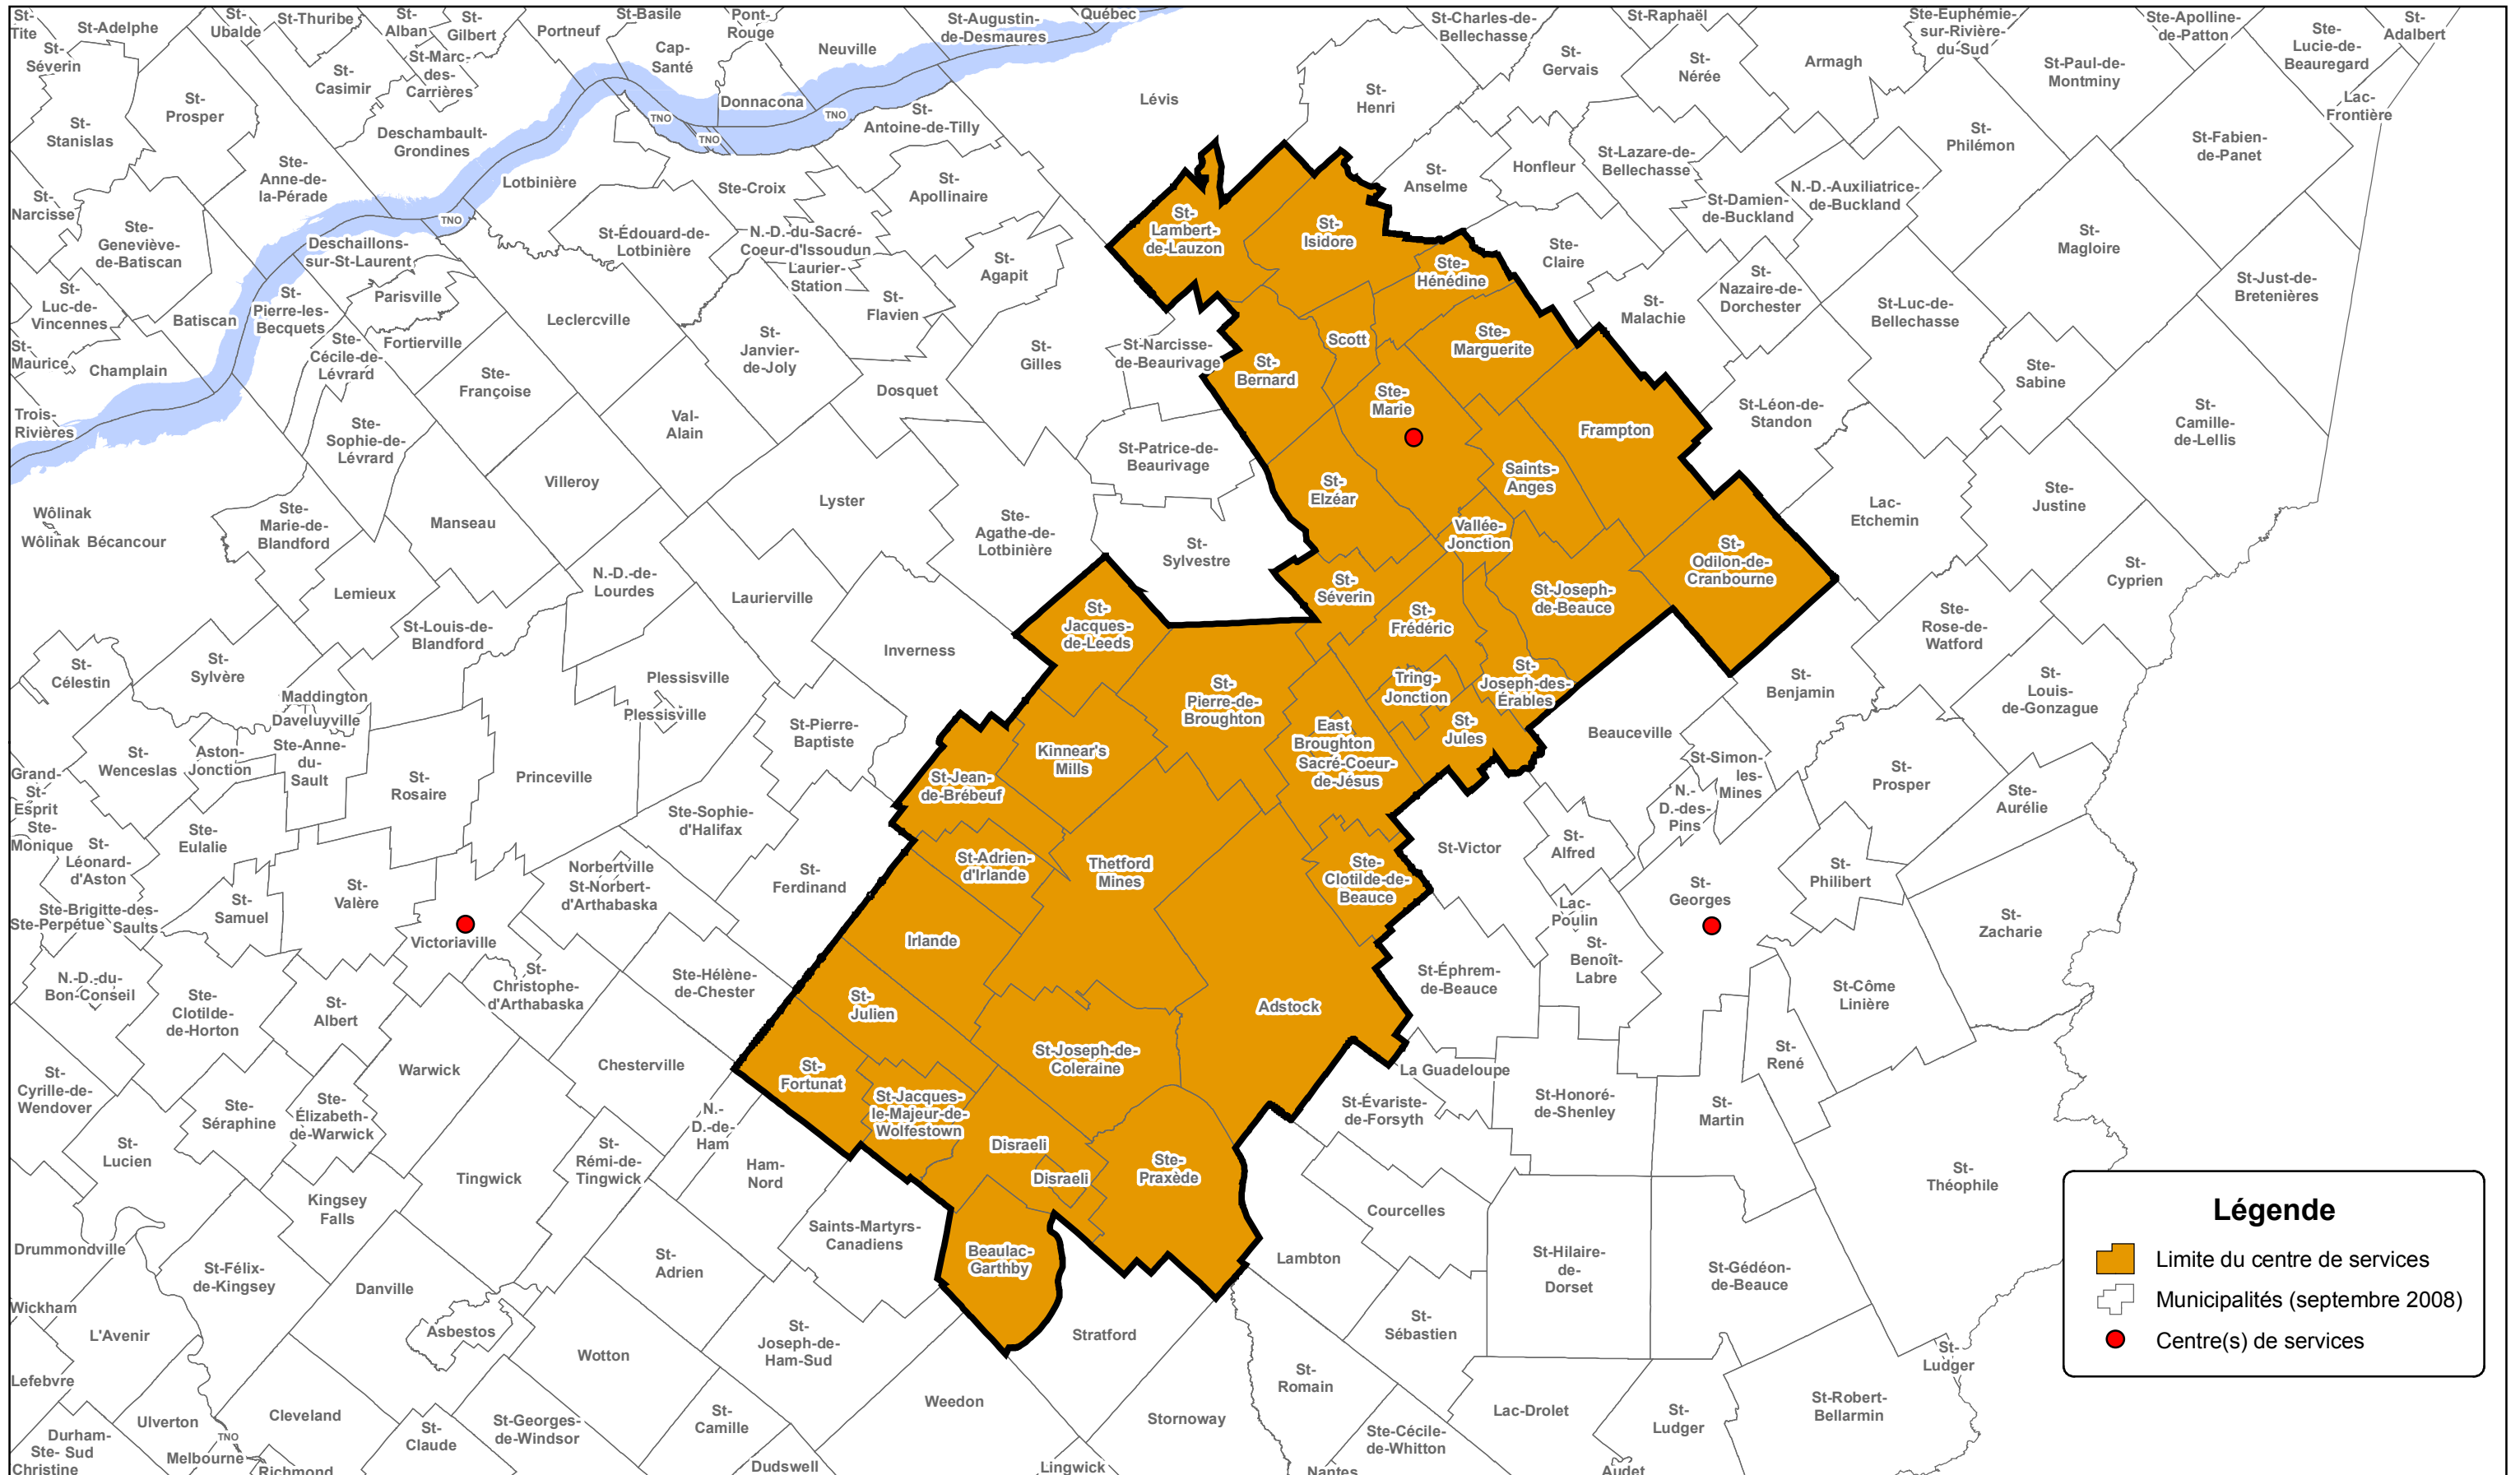 St-
Tite
St-Adelphe
St-
Ubalde
St-Thuribe
St-
Alban
St-
Gilbert
Portneuf
St-Basile
Pont-
Rouge
Neuville
St-Augustin-
de-Desmaures
Québec
St-Charles-de-
Bellechasse
St-Raphaël
Ste-Euphémie-
sur-Rivière-
du-Sud
Ste-Apolline-
de-Patton
Ste-
Lucie-de-
Beauregard
St-
Adalbert
St-
Séverin
St-
Casimir
St-Marc-
des-
Carrières
Cap-
Santé
St-
Gervais
St-
Nérée
Armagh
St-Paul-de-
Montminy
Lac-
Frontière
St-
Prosper
St-
Stanislas
Deschambault-
Grondines
TNO
TNO
Donnacona
TNO
St-
Antoine-de-Tilly
Lévis
St-
Henri
St-
Philémon
St-Fabien-
de-Panet
Ste-
Anne-de-
la-Pérade
Lotbinière
Ste-Croix
St-
Apollinaire
St-
Anselme
Honfleur
St-Lazare-de-
Bellechasse
St-Damien-
de-Buckland
N.-D.-Auxiliatrice-
de-Buckland
St-
Narcisse
Ste-
Geneviève-
de-Batiscan
TNO
Deschaillons-
sur-St-Laurent
St-Édouard-de-
Lotbinière
N.-D.-du-Sacré-
Coeur-d'Issoudun
Laurier-
Station
St-
Agapit
St-
Lambert-
de-Lauzon
St-
Isidore
Ste-
Claire
St-
Magloire
St-
Luc-de-
Vincennes
Batiscan
St-
Pierre-les-
Becquets
Parisville
Fortierville
Leclercville
St-
Flavien
Ste-
Hénédine
St-
Malachie
St-
Nazaire-de-
Dorchester
St-Luc-de-
Bellechasse
St-Just-de-
Bretenières
St-
Maurice
Champlain
Ste-
Cécile-de-
Lévrard
Ste-
Françoise
St-
Janvier-
de-Joly
Dosquet
St-
Gilles
St-Narcisse-
de-Beaurivage
St-
Bernard
Scott
Ste-
Marguerite
Ste-
Sabine
Trois-
Rivières
Ste-
Sophie-de-
Lévrard
Val-
Alain
St-Patrice-de-
Beaurivage
Ste-
Marie
Frampton
St-Léon-de-
Standon
St-
Camille-
de-Lellis
Wôlinak
Wôlinak Bécancour
Ste-
Marie-de-
Blandford
Manseau
Villeroy
Lyster
Ste-
Agathe-de-
Lotbinière
St-
Sylvestre
St-
Elzéar
Saints-
Anges
Vallée-
Jonction
Lac-
Etchemin
Ste-
Justine
Lemieux
N.-D.-de-
Lourdes
Laurierville
St-
Séverin
St-Joseph-
de-Beauce
St-
Odilon-de-
Cranbourne
St-
Cyprien
St-Louis-de-
Blandford
Inverness
St-
Jacques-
de-Leeds
St-
Frédéric
Ste-
Rose-de-
Watford
St-
Célestin
St-
Sylvère
Maddington
Daveluyville
Plessisville
Plessisville
St-Pierre-
Baptiste
St-
Pierre-de-
Broughton
Tring-
Jonction
St-
Joseph-des-
Érables
St-
Benjamin
St-
Louis-
de-Gonzague
St-
Wenceslas
Aston-
Jonction
Ste-Anne-
du-
Sault
St-
Rosaire
Princeville
Kinnear's
Mills
East
Broughton
Sacré-Coeur-
de-Jésus
St-
Jules
Beauceville
St-Simon-
les-
Mines
St-
Prosper
Ste-
Aurélie
Grand-
St-
Esprit
Ste-
Monique
St-
Léonard-
d'Aston
Ste-
Eulalie
Ste-Sophie-
d'Halifax
St-Jean-
de-Brébeuf
N.-
D.-des-
Pins
St-
Alfred
St-Victor
St-
Philibert
Norbertville
St-Norbert-
d'Arthabaska
St-
Ferdinand
St-Adrien-
d'Irlande
Thetford
Mines
Ste-
Clotilde-de-
Beauce
St-
Georges
Ste-Brigitte-des-
Saults
Ste-Perpétue
St-
Samuel
St-
Valère
Victoriaville
Irlande
Lac-
Poulin
St-
Benoît-
Labre
St-
Zacharie
N.-D.-du-
Bon-Conseil
Ste-
Clotilde-
de-Horton
St-
Albert
St-
Christophe-
d'Arthabaska
Ste-Hélène-
de-Chester
St-
Julien
Adstock
St-Éphrem-
de-Beauce
St-Côme
Linière
St-
Cyrille-de-
Wendover
Ste-
Séraphine
Ste-
Élizabeth-
de-Warwick
Warwick
Chesterville
St-
Fortunat
St-Joseph-de-
Coleraine
La Guadeloupe
St-
René
St-
Lucien
N.-
D.-de-
Ham
St-Jacques-
le-Majeur-de-
Wolfestown
St-Évariste-
de-Forsyth
St-Honoré-
de-Shenley
St-
Martin
Kingsey
Falls
Tingwick
St-
Rémi-de-
Tingwick
Ham-
Nord
Disraeli
Disraeli
Ste-
Praxède
St-
Théophile
Drummondville
St-Félix-
de-Kingsey
Danville
St-
Adrien
Saints-Martyrs-
Canadiens
Beaulac-
Garthby
Lambton
Courcelles
St-Hilaire-
de-
Dorset
St-Gédéon-
de-Beauce
Wickham
L'Avenir
Asbestos
Wotton
St-
Joseph-de-
Ham-Sud
Stratford
St-
Sébastien
St-
Ludger
Lefebvre
Ulverton
Cleveland
St-
Claude
St-Georges-
de-Windsor
St-
Camille
Weedon
Stornoway
St-
Romain
Lac-Drolet
St-
Ludger
St-Robert-
Bellarmin
Durham-
Sud
Ste-
Christine
TNO
Melbourne
Richmond
Dudswell
Lingwick
Ste-Cécile-
de-Whitton
Nantes
Audet
Légende
Limite du centre de services
Municipalités (septembre 2008)
Centre(s) de services